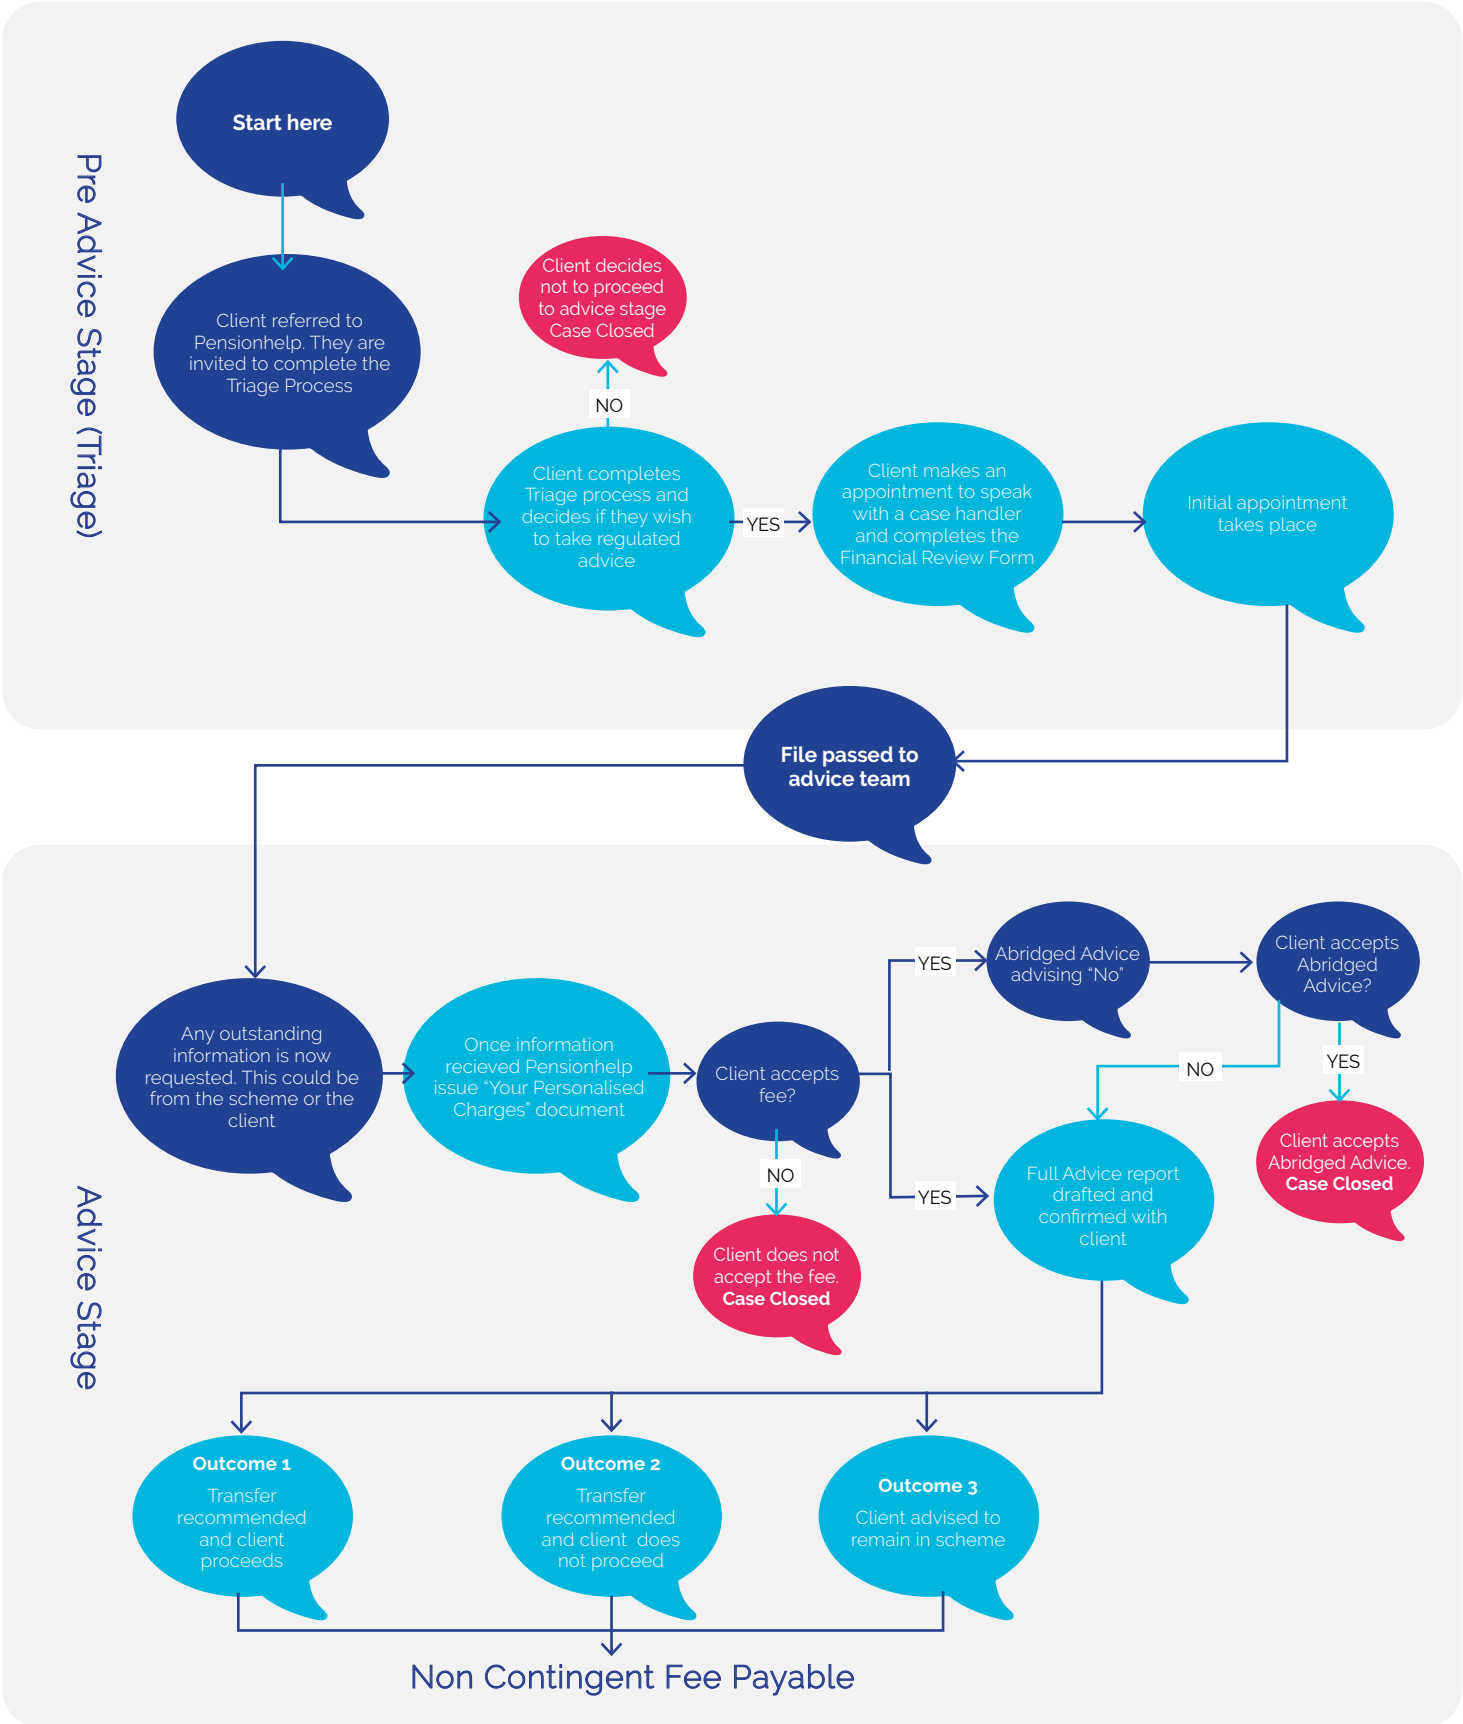 Pre Advice Stage (Triage)
Start here
Client referred to
Pensionhelp. They are
invited to complete the
Triage Process
Client decides
not to proceed
to advice stage
Case Closed
NO
Client completes
Triage process and
decides if they wish
to take regulated
advice
YES
Client makes an
appointment to speak
with a case handler
and completes the
Financial Review Form
Initial appointment
takes place
File passed to
advice team
Advice Stage
Any outstanding
information is now
requested. This could be
from the scheme or the
client
Once information
recieved Pensionhelp
issue “Your Personalised
Charges” document
Client accepts
fee?
NO
Client does not
accept the fee.
Case Closed
YES
Abridged Advice
advising “No”
Client accepts
Abridged
Advice?
NO
YES
Client accepts
Abridged Advice.
Case Closed
YES
Full Advice report
drafted and
confirmed with
client
Outcome 1
Transfer
recommended
and client
proceeds
Outcome 2
Transfer
recommended
and client does
not proceed
Outcome 3
Client advised to
remain in scheme
Non Contingent Fee Payable